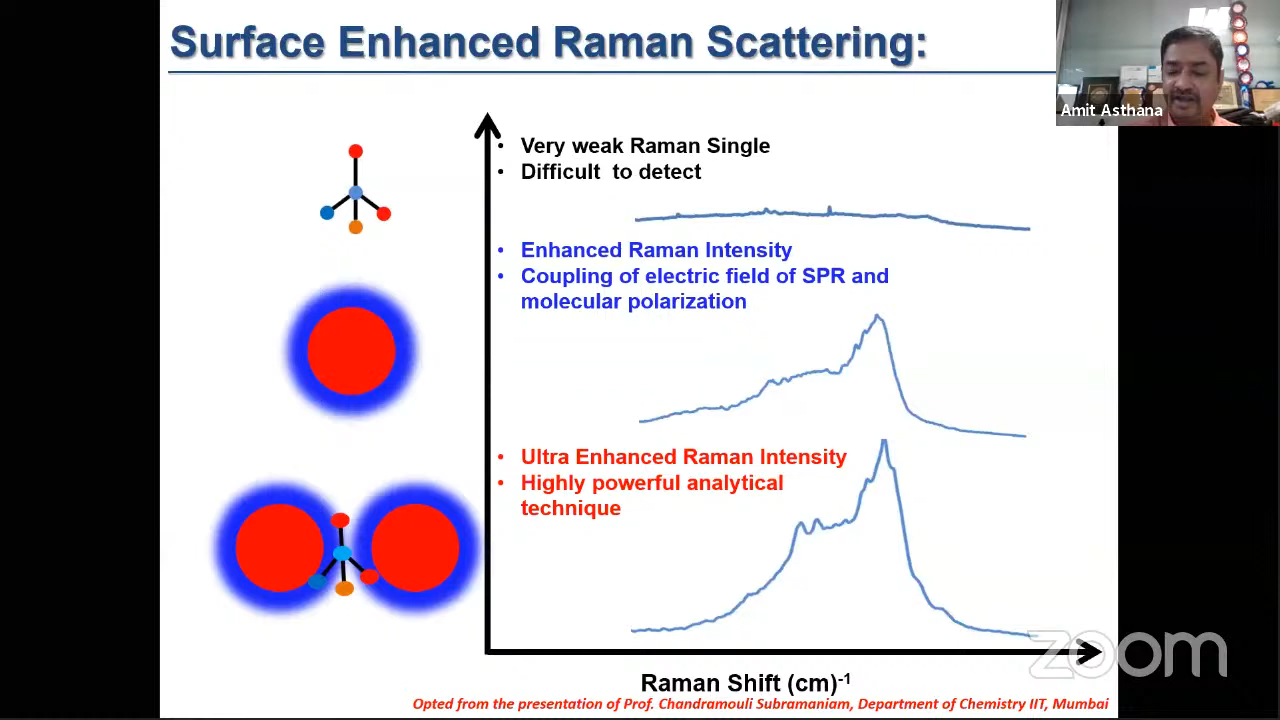 Surface Enhanced Raman Scattering:
Amit Asthana
• Very weak Raman Single
• Difficult to detect
• Enhanced Raman Intensity
• Coupling of electric field of SPR and
molecular polarization
• Ultra Enhanced Raman Intensity
• Highly powerful analytical
technique
zoom
Raman Shift (cm)-1
Opted from the presentation of Prof. Chandramouli Subramaniam, Department of Chemistry IIT, Mumbai